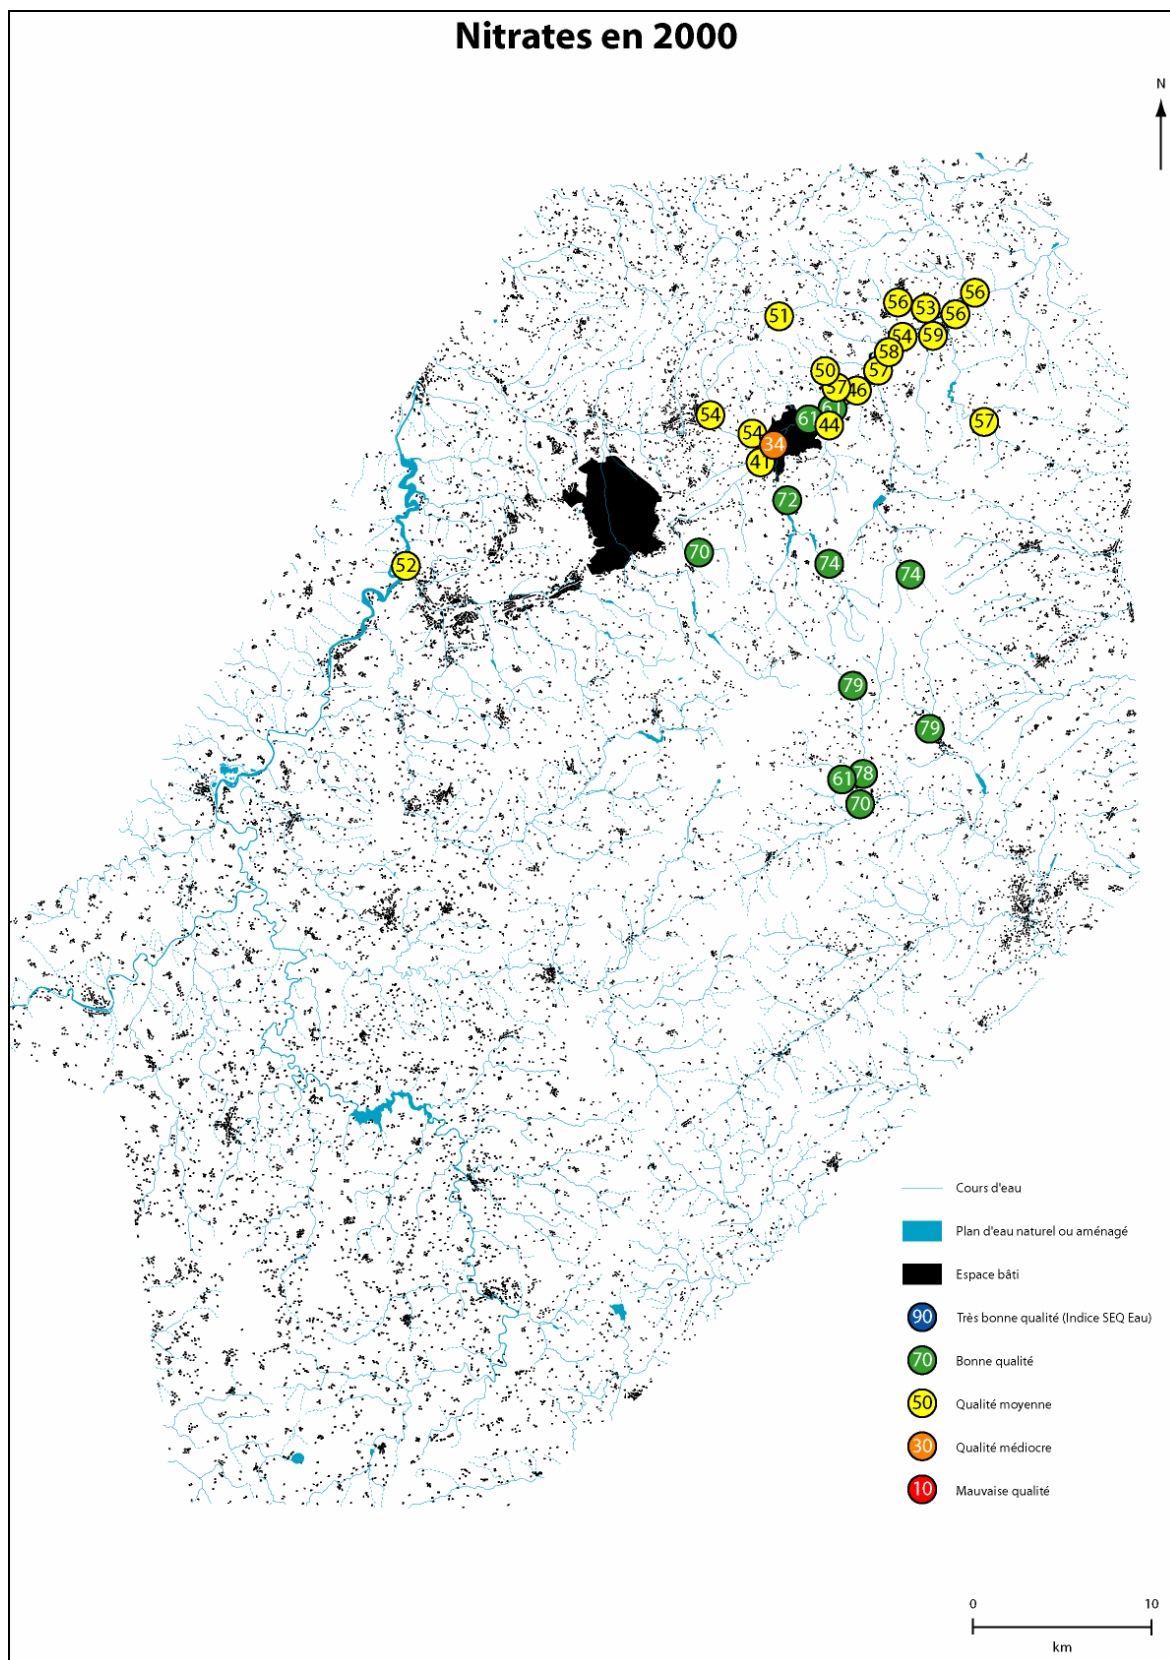 Nitrates en 2000
N
56
56
53
56
51
54
59
58
50
57
57
46
54
61
61
44
54
34
41
72
70
74
74
52
79
79
61
78
70
Cours d'eau
Plan d'eau naturel ou aménagé
Espace bâti
90 Très bonne qualité (Indice SEQ Eau)
70 Bonne qualité
50 Qualité moyenne
30 Qualité médiocre
10 Mauvaise qualité
0 10
km
57